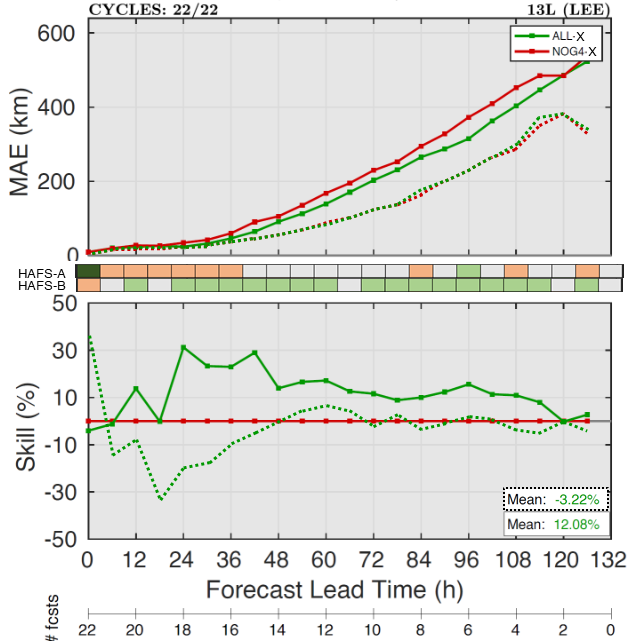 CYCLES: 22/22 13L (LEE)
600
400
200
0
MAE (km)
ALL-X
NOG4-X
HAFS-A
HAFS-B
50
30
10
-10
-30
-50
Skill (%)
Mean: -3.22%
Mean: 12.08%
0 12 24 36 48 60 72 84 96 108 120 132
Forecast Lead Time (h)
# fcsts
22 20 18 16 14 12 10 8 6 4 2 0